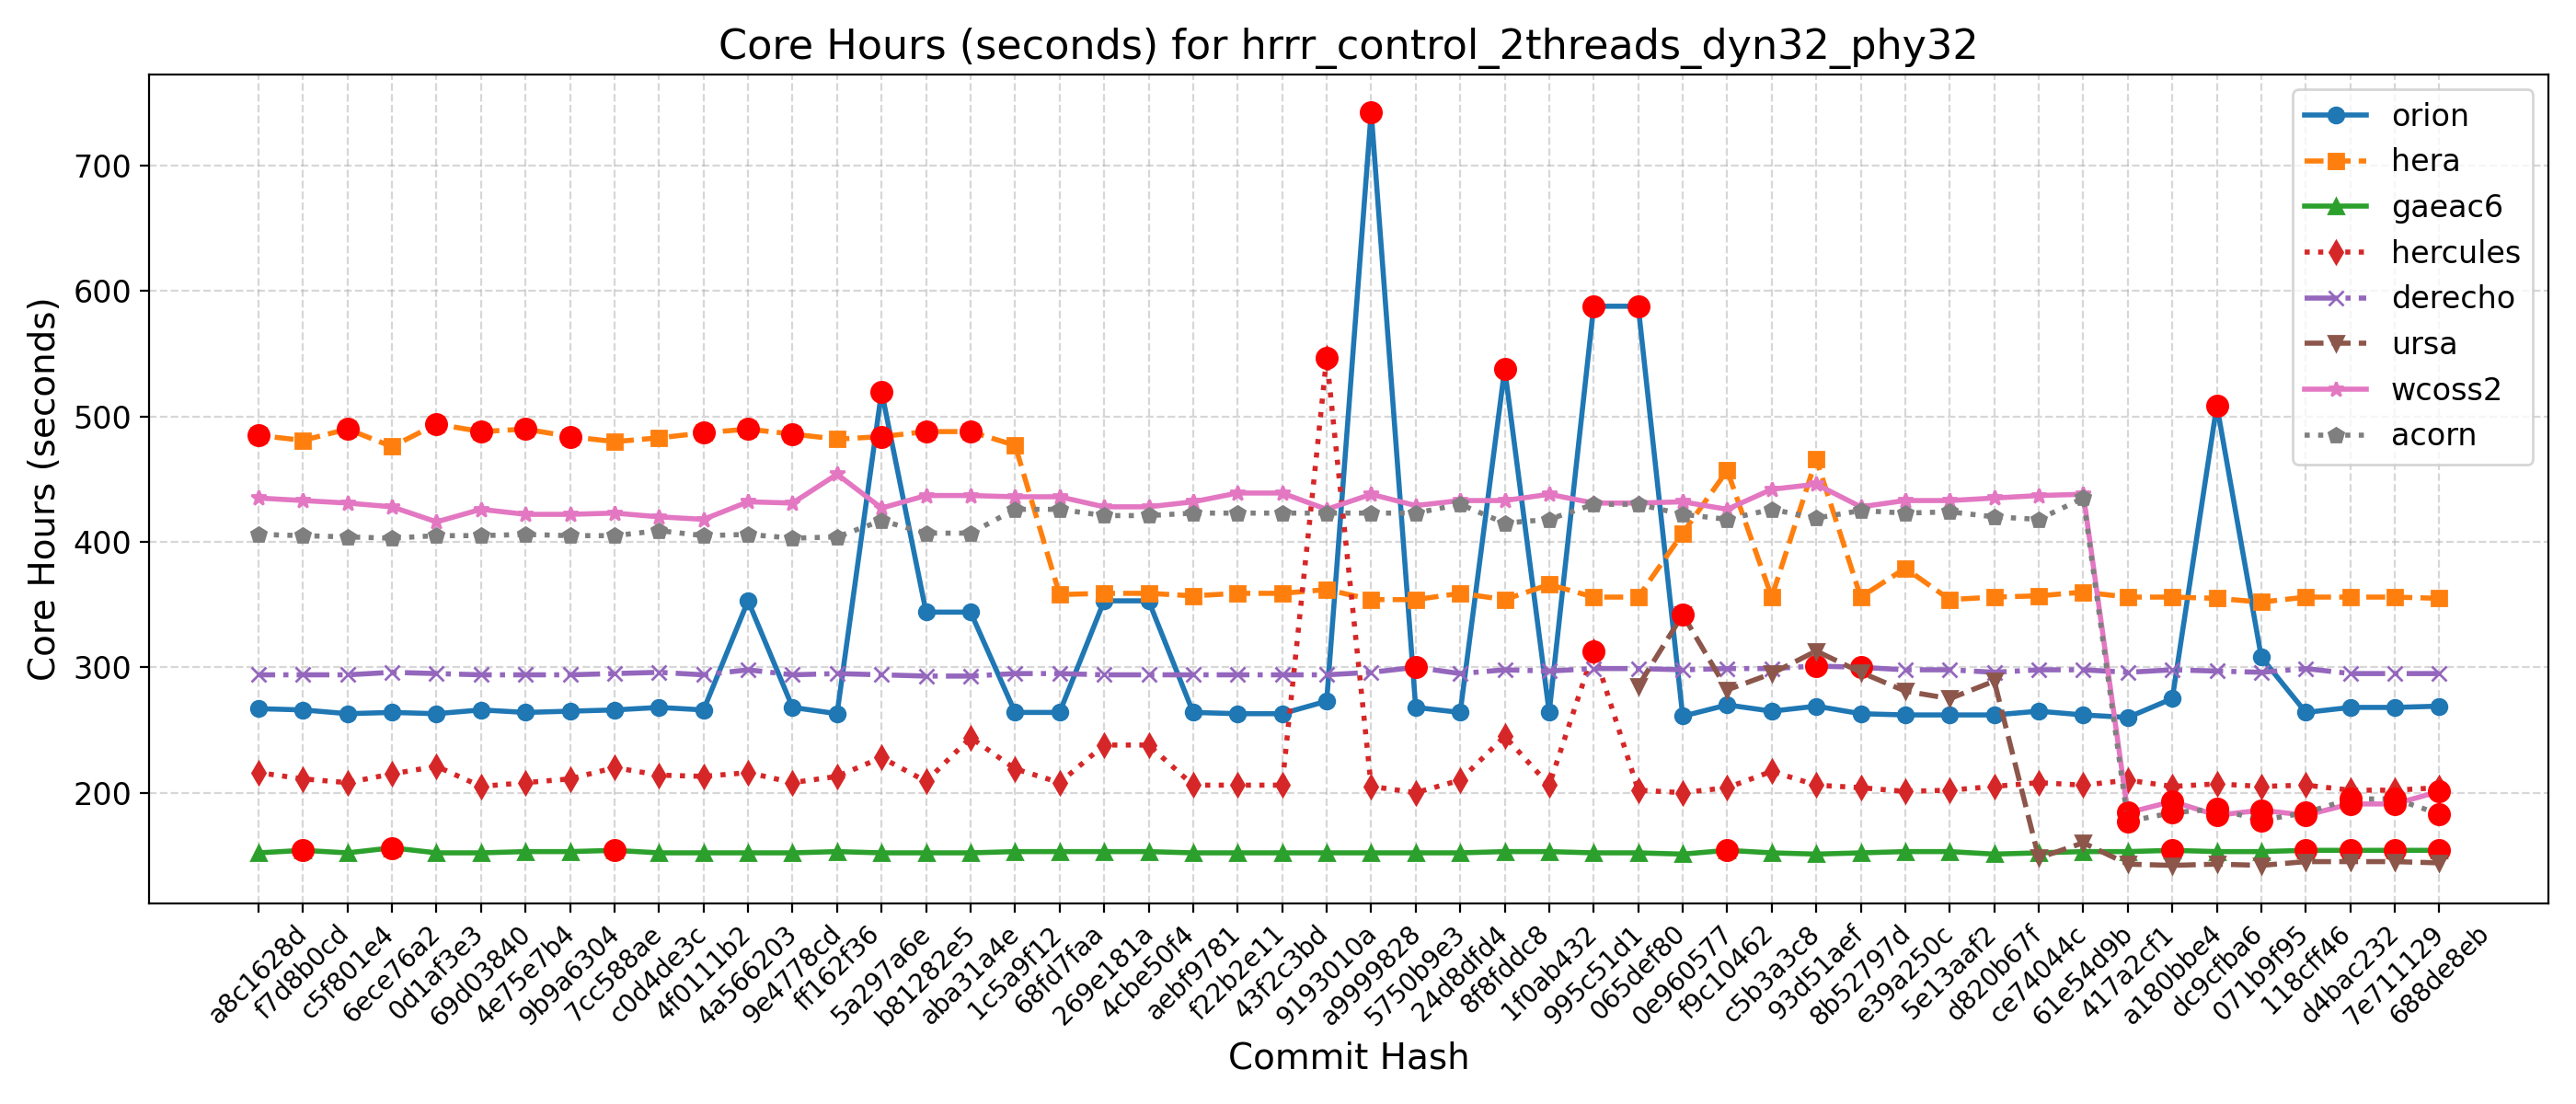 Core Hours (seconds) for hrrr_control_2threads_dyn32_phy32
Core Hours (seconds)
700
600
500
400
300
200
orion
hera
gaeac6
hercules
derecho
ursa
wcoss2
acorn
a8c1628d
f7d8b0cd
c5f801e4
6ece76a2
0d1af3e3
69d03840
4e75e7b4
9b9a6304
7cc588ae
c0d4de3c
4f0111b2
4a566203
9e4778cd
ff162f36
5a297a6e
b81282e5
aba31a4e
1c5a9f12
68fd7faa
269e181a
4cbe50f4
aebf9781
f22b2e11
43f2c3bd
9193010a
a9999828
5750b9e3
24d8dfd4
8f8fddc8
1f0ab432
995c51d1
065def80
0e960577
f9c10462
c5b3a3c8
93d51aef
8b52797d
e39a250c
5e13aaf2
d820b67f
ce74044c
61e54d9b
417a2cf1
a180bbe4
dc9cfba6
071b9f95
118cff46
d4bac232
7e711129
688de8eb
Commit Hash